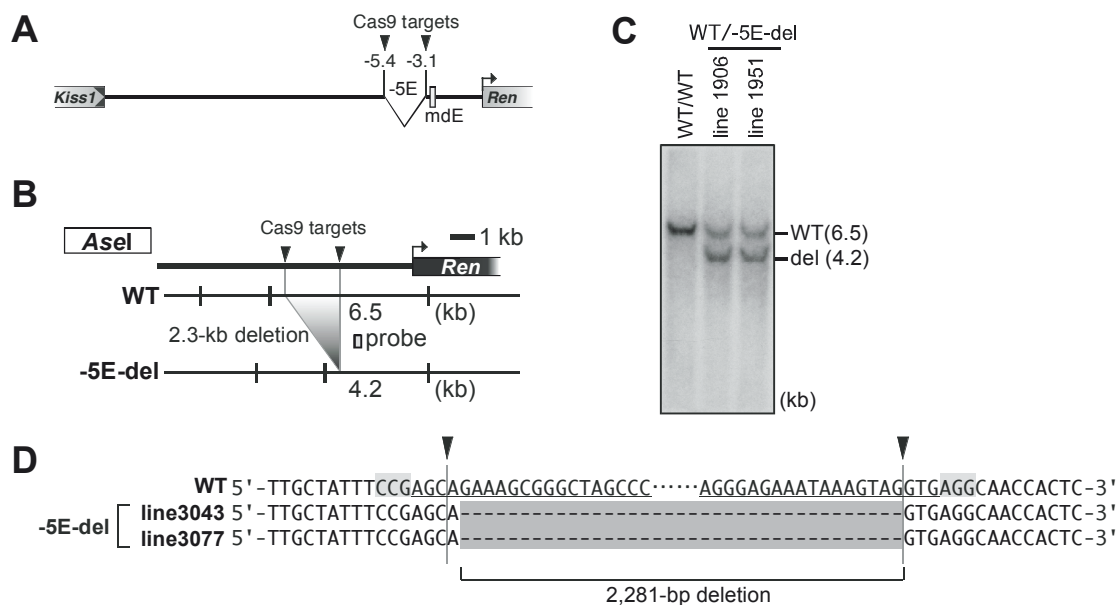 A
Cas9 targets
-5.4 -3.1
-5E
Kiss1
Ren
mdE
B
Cas9 targets
AseI
1 kb
Ren
WT
6.5
(kb)
2.3-kb deletion
probe
-5E-del
4.2
(kb)
C
WT/-5E-del
WT/WT
line 1906
line 1951
WT(6.5)
del (4.2)
(kb)
D
WT 5'-TTGCTATTTCCGAGCAGAAAGCGGGCTAGCCC······AGGGAGAAATAAAGTAGGTGAGGCAACCACTC-3'
-5E-del
line3043 5'-TTGCTATTTCCGAGCA----------------------------------GTGAGGCAACCACTC-3'
line3077 5'-TTGCTATTTCCGAGCA----------------------------------GTGAGGCAACCACTC-3'
2,281-bp deletion